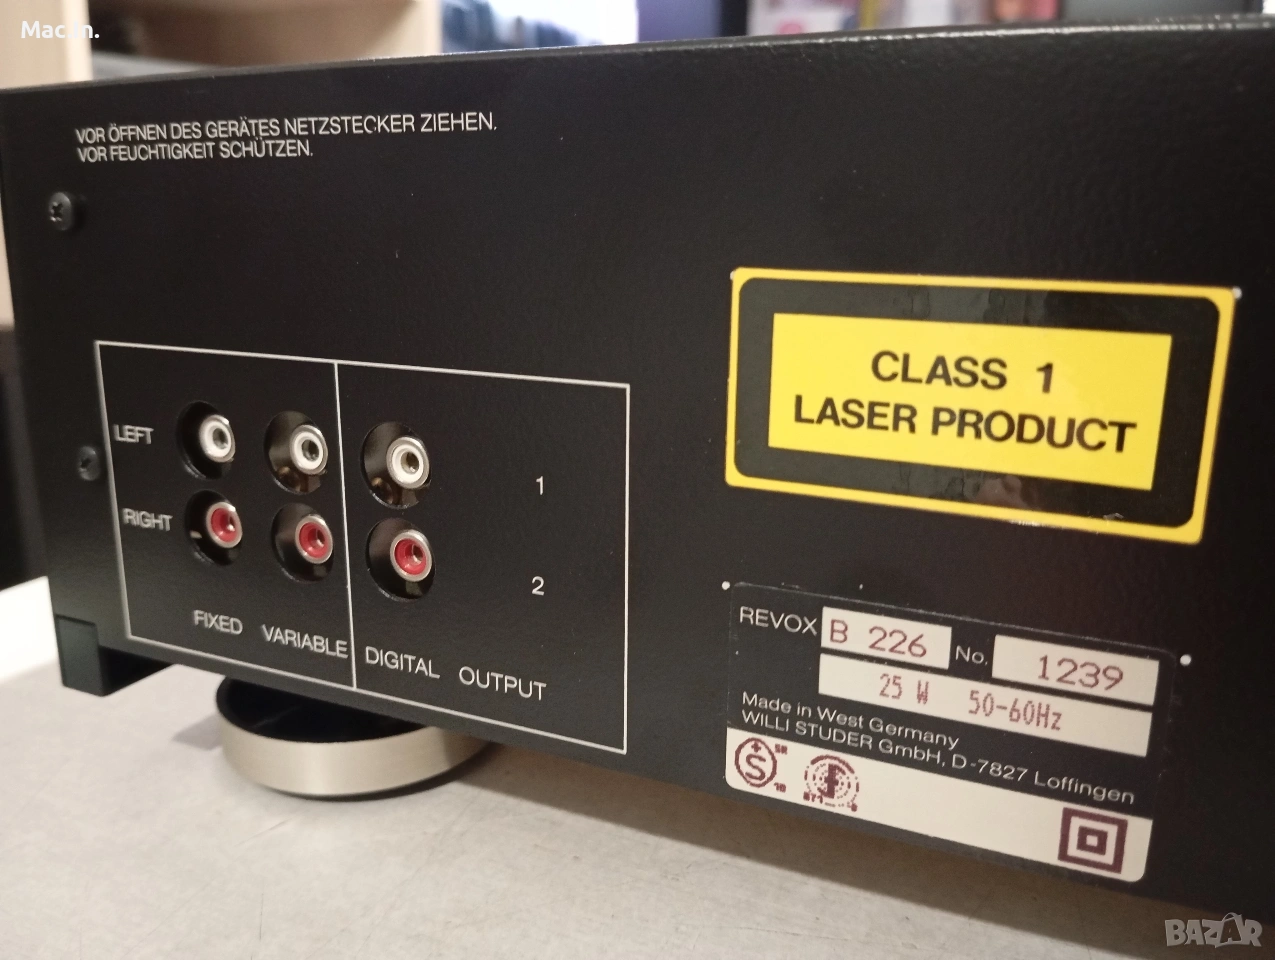 Mac in.
VOR ÖFFNEN DES GERÄTES NETZSTECKER ZIEHEN.
VOR FEUCHTIGKEIT SCHÜTZEN.
LEFT
RIGHT
FIXED VARIABLE
1
2
DIGITAL OUTPUT
CLASS 1
LASER PRODUCT
REVOX B 226 No. 1239
25 W 50-60Hz
Made in West Germany
WILLI STUDER GmbH, D-7827 Loffingen
S
BAZAR